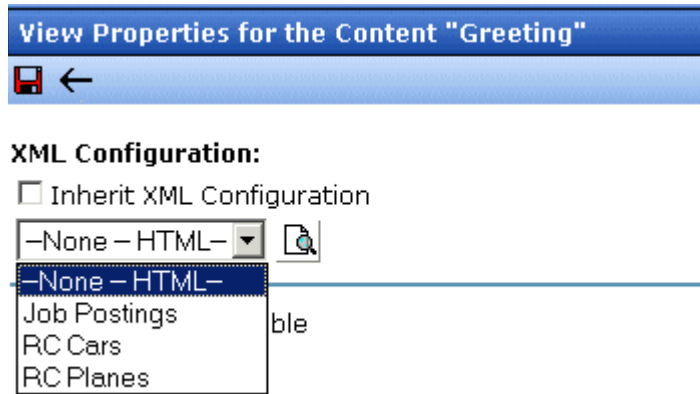 View Properties for the Content "Greeting"
XML Configuration:
Inherit XML Configuration
–None – HTML–
–None – HTML–
Job Postings
ble
RC Cars
RC Planes